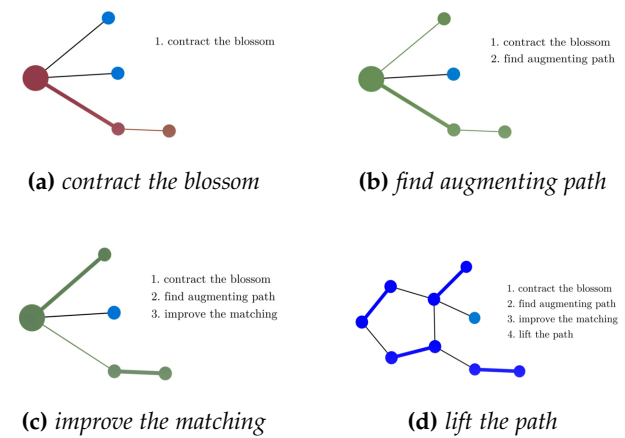 1. contract the blossom
(a) contract the blossom
1. contract the blossom
2. find augmenting path
(b) find augmenting path
1. contract the blossom
2. find augmenting path
3. improve the matching
(c) improve the matching
1. contract the blossom
2. find augmenting path
3. improve the matching
4. lift the path
(d) lift the path